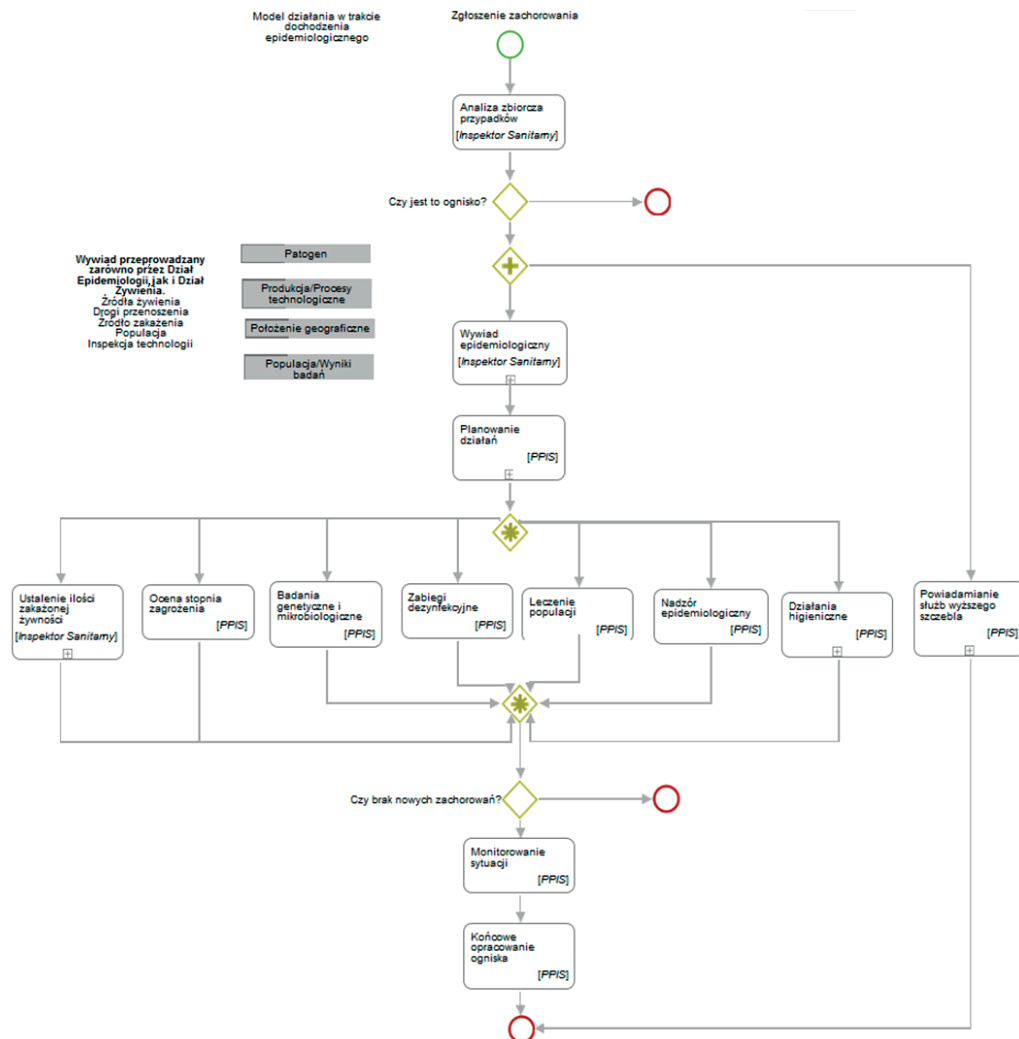 Model działania w trakcie
dochodzenia
epidemiologicznego
Zgłoszenie zachorowania
Analiza zbiorcza
przypadków
[Inspektor Sanitarny]
Czy jest to ognisko?
Wywiąd przeprowadzany
zarówno przez Dział
Epidemiologii, jak i Dział
Żywienia.
Źródła żywienia
Drogi przenoszenia
Źródło zakażenia
Populacja
Inspekcja technologii
Patogen
Produkcja/Procesy
technologiczne
Położenie geograficzne
Populacja/Wyniki
badań
Wywiad
epidemiologiczny
[Inspektor Sanitarny]
Planowanie
działań
[PPIS]
Ustalenie ilości
zakażonej
żywności
[Inspektor Sanitarny]
Ocena stopnia
zagrożenia
[PPIS]
Badania
genetyczne i
mikrobiologiczne
[PPIS]
Zabiegi
dezynfekcyjne
[PPIS]
Leczenie
populacji
[PPIS]
Nadzór
epidemiologiczny
[PPIS]
Działania
higieniczne
[PPIS]
Powiadamianie
służb wyższego
szczebla
[PPIS]
Czy brak nowych zachorowań?
Monitorowanie
sytuacji
[PPIS]
Końcowe
opracowanie
ogniska
[PPIS]